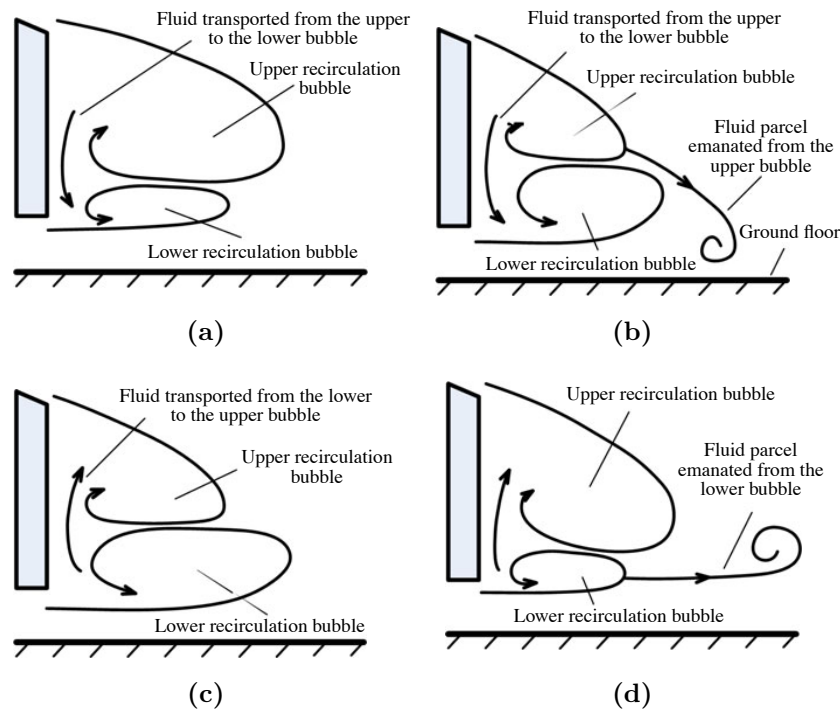 Fluid transported from the upper
to the lower bubble
Upper recirculation
bubble
Lower recirculation bubble
(a)
Fluid transported from the upper
to the lower bubble
Upper recirculation bubble
Fluid parcel
emanated from the
upper bubble
Ground floor
Lower recirculation bubble
(b)
Fluid transported from the lower
to the upper bubble
Upper recirculation
bubble
Lower recirculation bubble
(c)
Upper recirculation bubble
Fluid parcel
emanated from the
lower bubble
Lower recirculation bubble
(d)